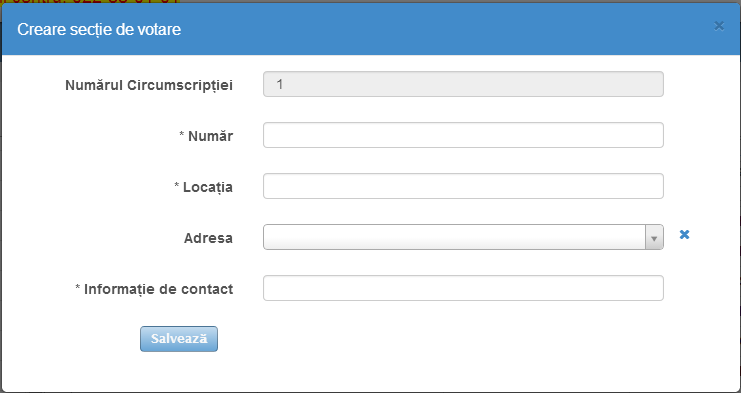 Creare secție de votare
×
Numărul Circumscripției 1
* Număr
* Locația
Adresa
* Informație de contact
Salvează